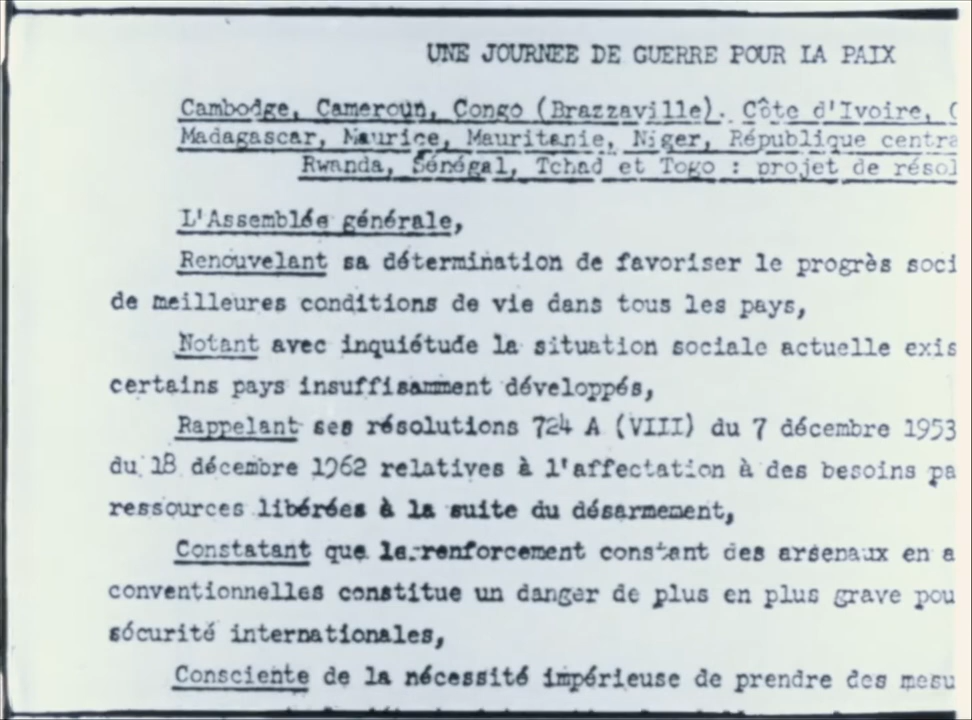 UNE JOURNEE DE GUERRE POUR LA PAIX
Cambodge, Cameroun, Congo (Brazzaville). Côte d'Ivoire,
Madagascar, Maurice, Mauritanie, Niger, République centra
Rwanda, Sénégal, Tchad et Togo : projet de résol
L'Assemblée générale,
Renouvelant sa détermination de favoriser le progrès soci
de meilleures conditions de vie dans tous les pays,
Notant avec inquiétude la situation sociale actuelle exis
certains pays insuffisamment développés,
Rappelant ses résolutions 724 A (VIII) du 7 décembre 1953
du 18 décembre 1962 relatives à l'affectation à des besoins pa
ressources libérées à la suite du désarmement,
Constatant que le renforcement constant des arsenaux en a
conventionnelles constitue un danger de plus en plus grave pou
sécurité internationales,
Consciente de la nécessité impérieuse de prendre des mesu